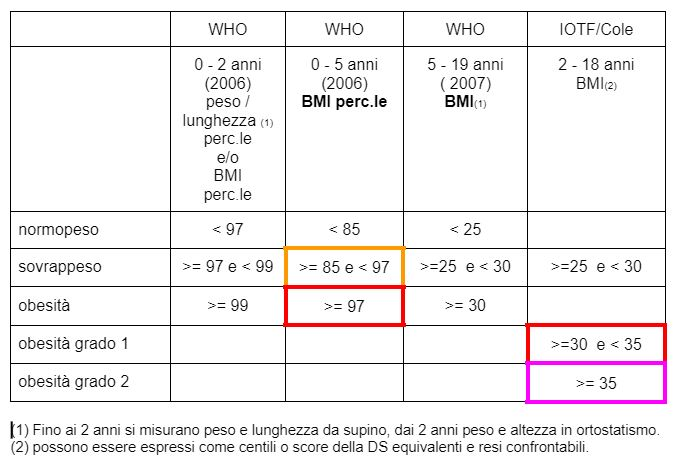 WHO WHO WHO IOTF/Cole
0 - 2 anni
(2006)
peso /
lunghezza (1)
perc.le
e/o
BMI
perc.le
0 - 5 anni
(2006)
BMI perc.le
5 - 19 anni
( 2007)
BMI(1)
2 - 18 anni
BMI(2)
normopeso < 97 < 85 < 25
sovrappeso >= 97 e < 99 >= 85 e < 97 >=25 e < 30 >=25 e < 30
obesità >= 99 >= 97 >= 30
obesità grado 1 >=30 e < 35
obesità grado 2 >= 35
(1) Fino ai 2 anni si misurano peso e lunghezza da supino, dai 2 anni peso e altezza in ortostatismo.
(2) possono essere espressi come centili o score della DS equivalenti e resi confrontabili.